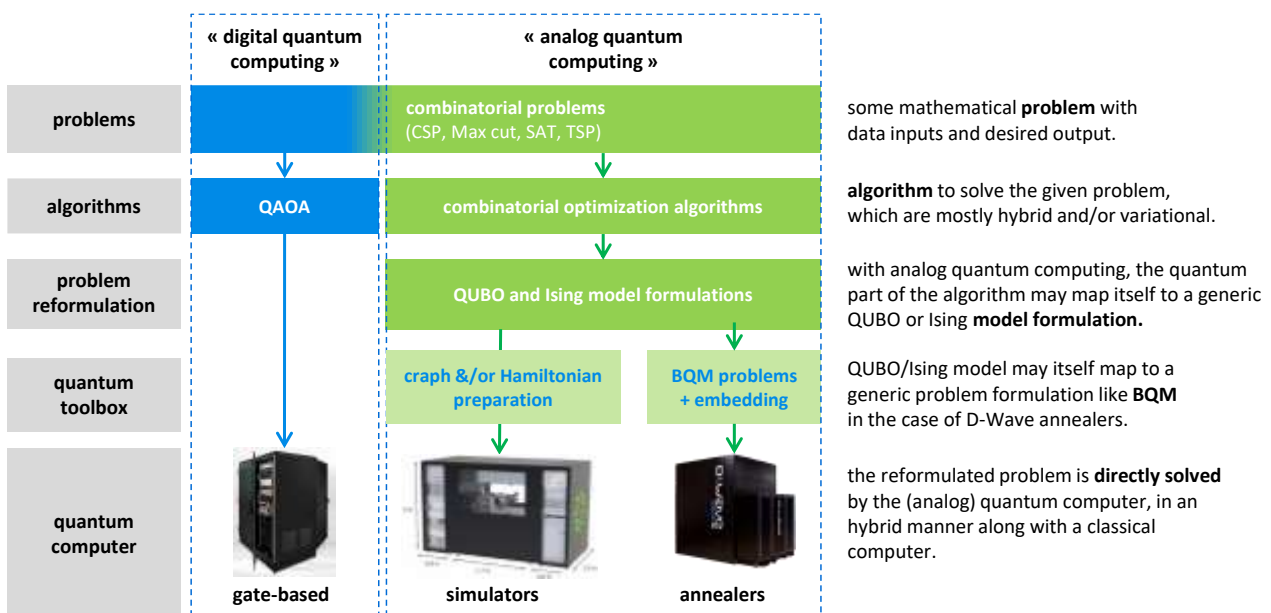 « digital quantum
computing »
« analog quantum
computing »
problems
combinatorial problems
(CSP, Max cut, SAT, TSP)
some mathematical problem with
data inputs and desired output.
algorithms
QAOA
combinatorial optimization algorithms
algorithm to solve the given problem,
which are mostly hybrid and/or variational.
problem
reformulation
QUBO and Ising model formulations
with analog quantum computing, the quantum
part of the algorithm may map itself to a generic
QUBO or Ising model formulation.
quantum
toolbox
craph &/or Hamiltonian
preparation
BQM problems
+ embedding
QUBO/Ising model may itself map to a
generic problem formulation like BQM
in the case of D-Wave annealers.
quantum
computer
the reformulated problem is directly solved
by the (analog) quantum computer, in an
hybrid manner along with a classical
computer.
gate-based
simulators
annealers